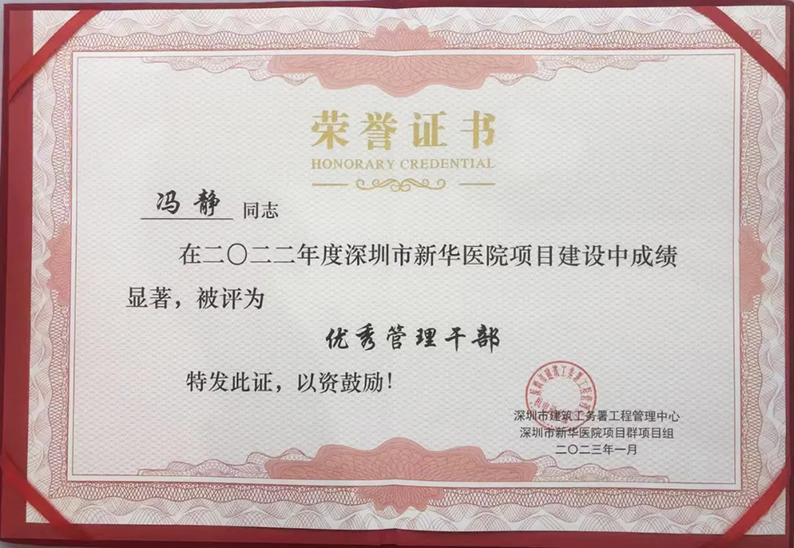 荣誉证书
HONORARY CREDENTIAL
冯静 同志
在二〇二二年度深圳市新华医院项目建设中成绩
显著，被评为
优秀管理干部
特发此证，以资鼓励！
深圳市建筑工务署工程管理中心
深圳市新华医院项目群项目组
二〇二三年一月